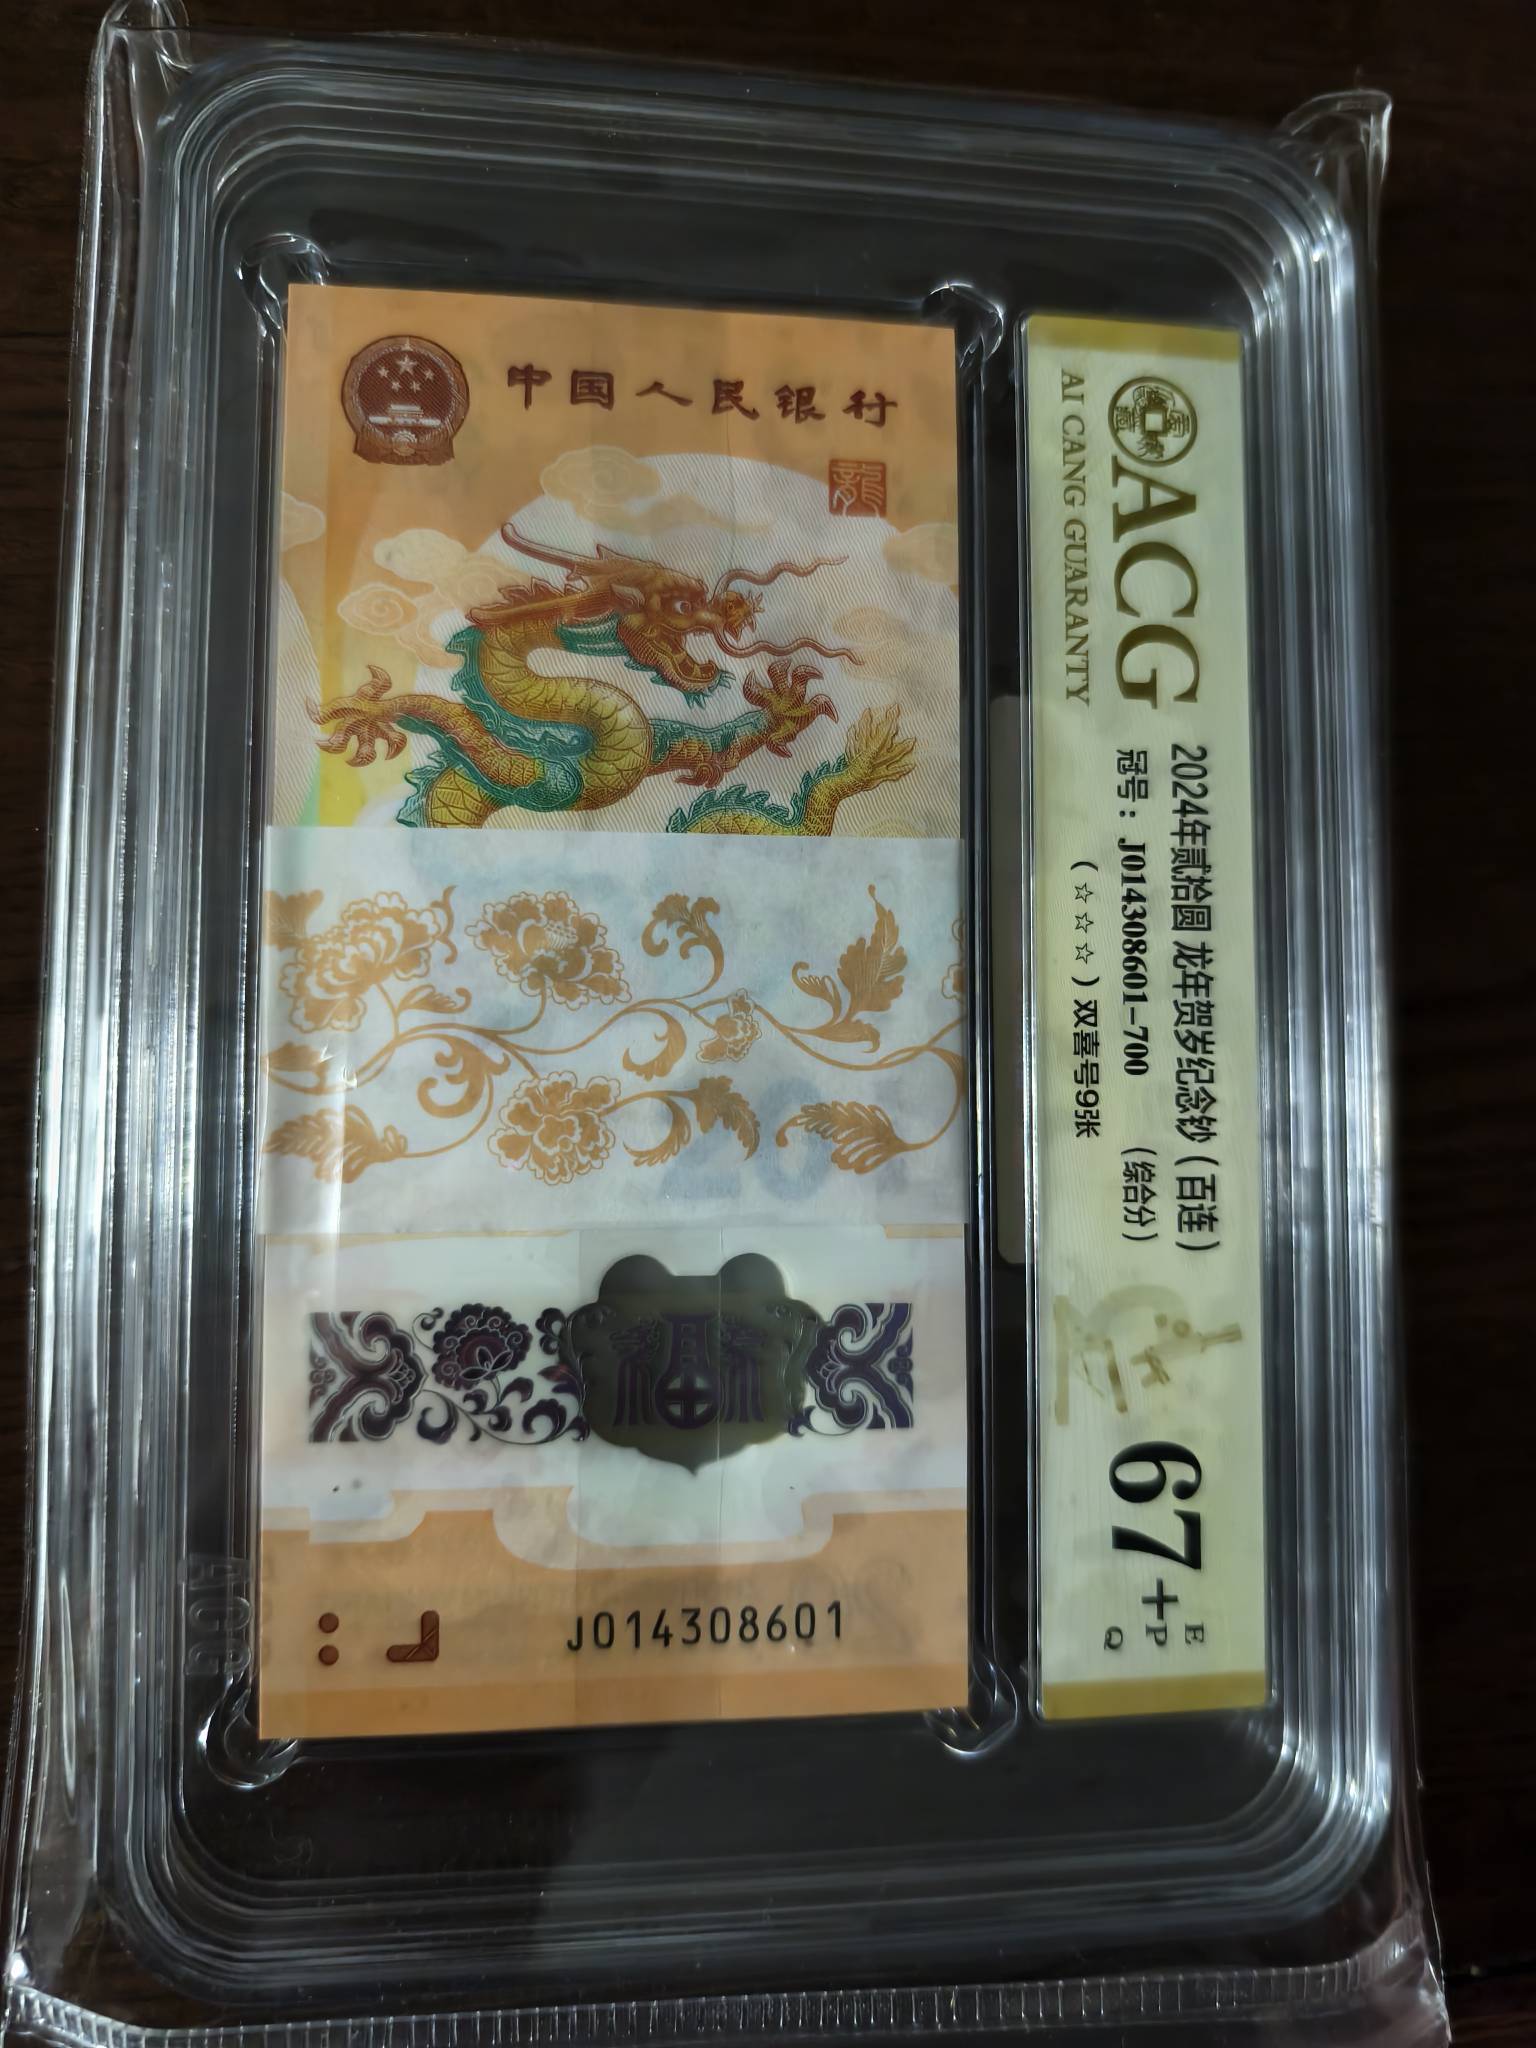 中国人民银行
龍
福
J014308601
ACG
AI CANG GUARANTY
2024年贰拾圆 龙年贺岁纪念钞（百连）
冠号：J014308601-700 （综合分）
（☆☆☆）双喜号9张
67+
E
P
Q
ACG